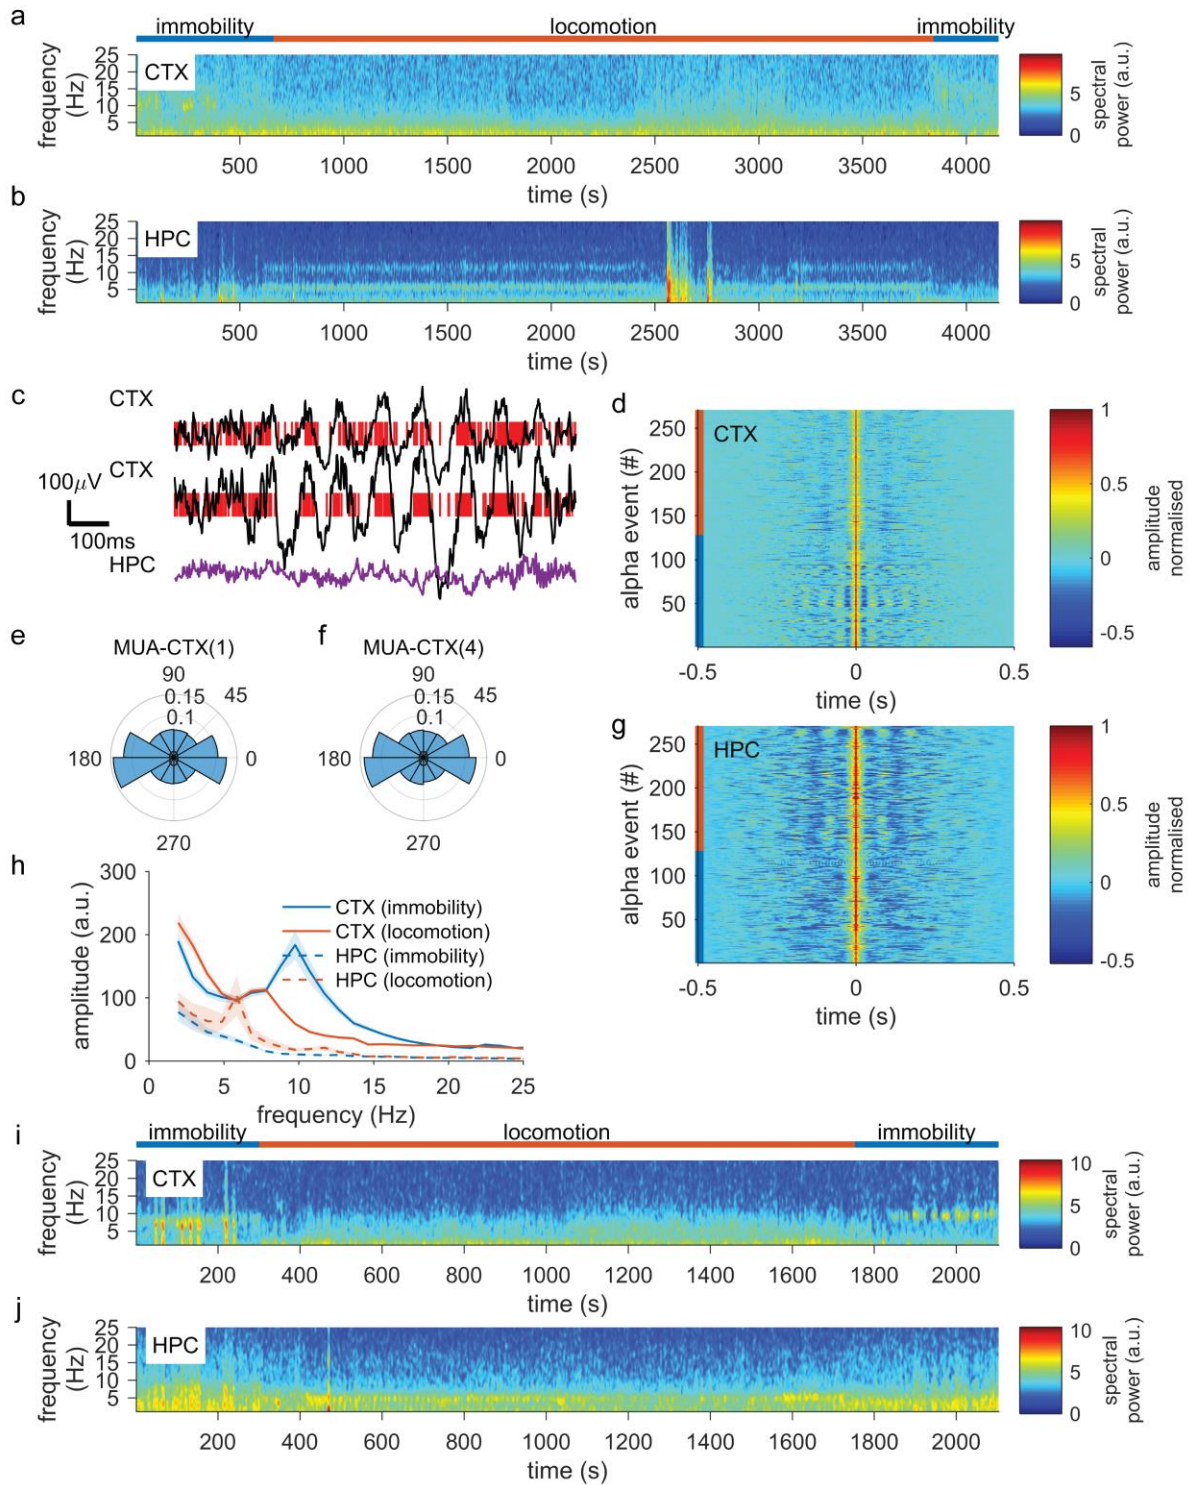 a
immobility locomotion immobility
frequency
(Hz)
25
20
15
10
5
CTX
500 1000 1500 2000 2500 3000 3500 4000
time (s)
5
0
spectral
power (a.u.)
b
frequency
(Hz)
25
20
15
10
5
HPC
500 1000 1500 2000 2500 3000 3500 4000
time (s)
5
0
spectral
power (a.u.)
c
CTX
CTX
100µV
100ms
HPC
d
alpha event (#)
250
200
150
100
50
CTX
-0.5 0 0.5
time (s)
1
0.5
0
-0.5
amplitude
normalised
e
MUA-CTX(1)
90
0.15 45
0.1
180 0
270
f
MUA-CTX(4)
90
0.15 45
0.1
180 0
270
g
alpha event (#)
250
200
150
100
50
HPC
-0.5 0 0.5
time (s)
1
0.5
0
-0.5
amplitude
normalised
h
amplitude (a.u.)
300
200
100
0
CTX (immobility)
CTX (locomotion)
HPC (immobility)
HPC (locomotion)
0 5 10 15 20 25
frequency (Hz)
i
immobility locomotion immobility
frequency
(Hz)
25
20
15
10
5
CTX
200 400 600 800 1000 1200 1400 1600 1800 2000
time (s)
10
5
0
spectral
power (a.u.)
j
frequency
(Hz)
25
20
15
10
5
HPC
200 400 600 800 1000 1200 1400 1600 1800 2000
time (s)
10
5
0
spectral
power (a.u.)